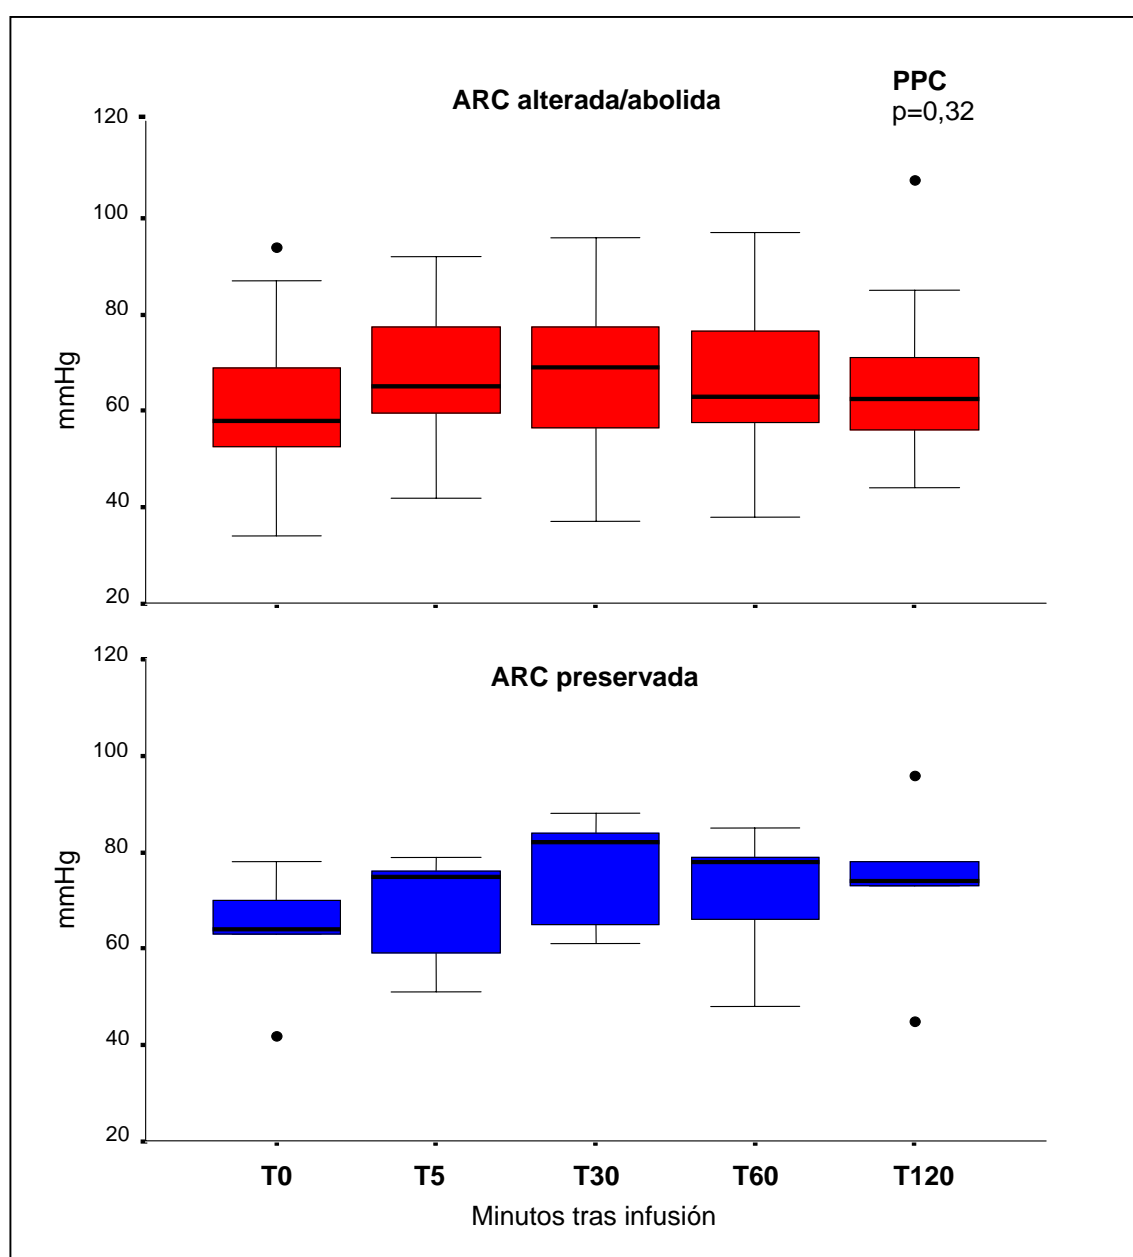 PPC
ARC alterada/abolida
p=0,32
120
100
80
60
40
20
mmHg
ARC preservada
120
100
80
60
40
20
mmHg
T0 T5 T30 T60 T120
Minutos tras infusión